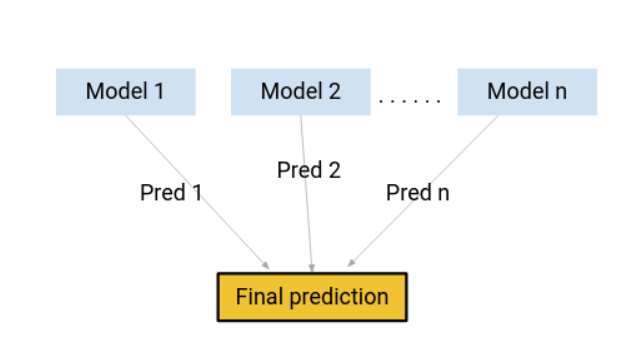 Model 1
Model 2
. . . . . .
Model n
Pred 1
Pred 2
Pred n
Final prediction